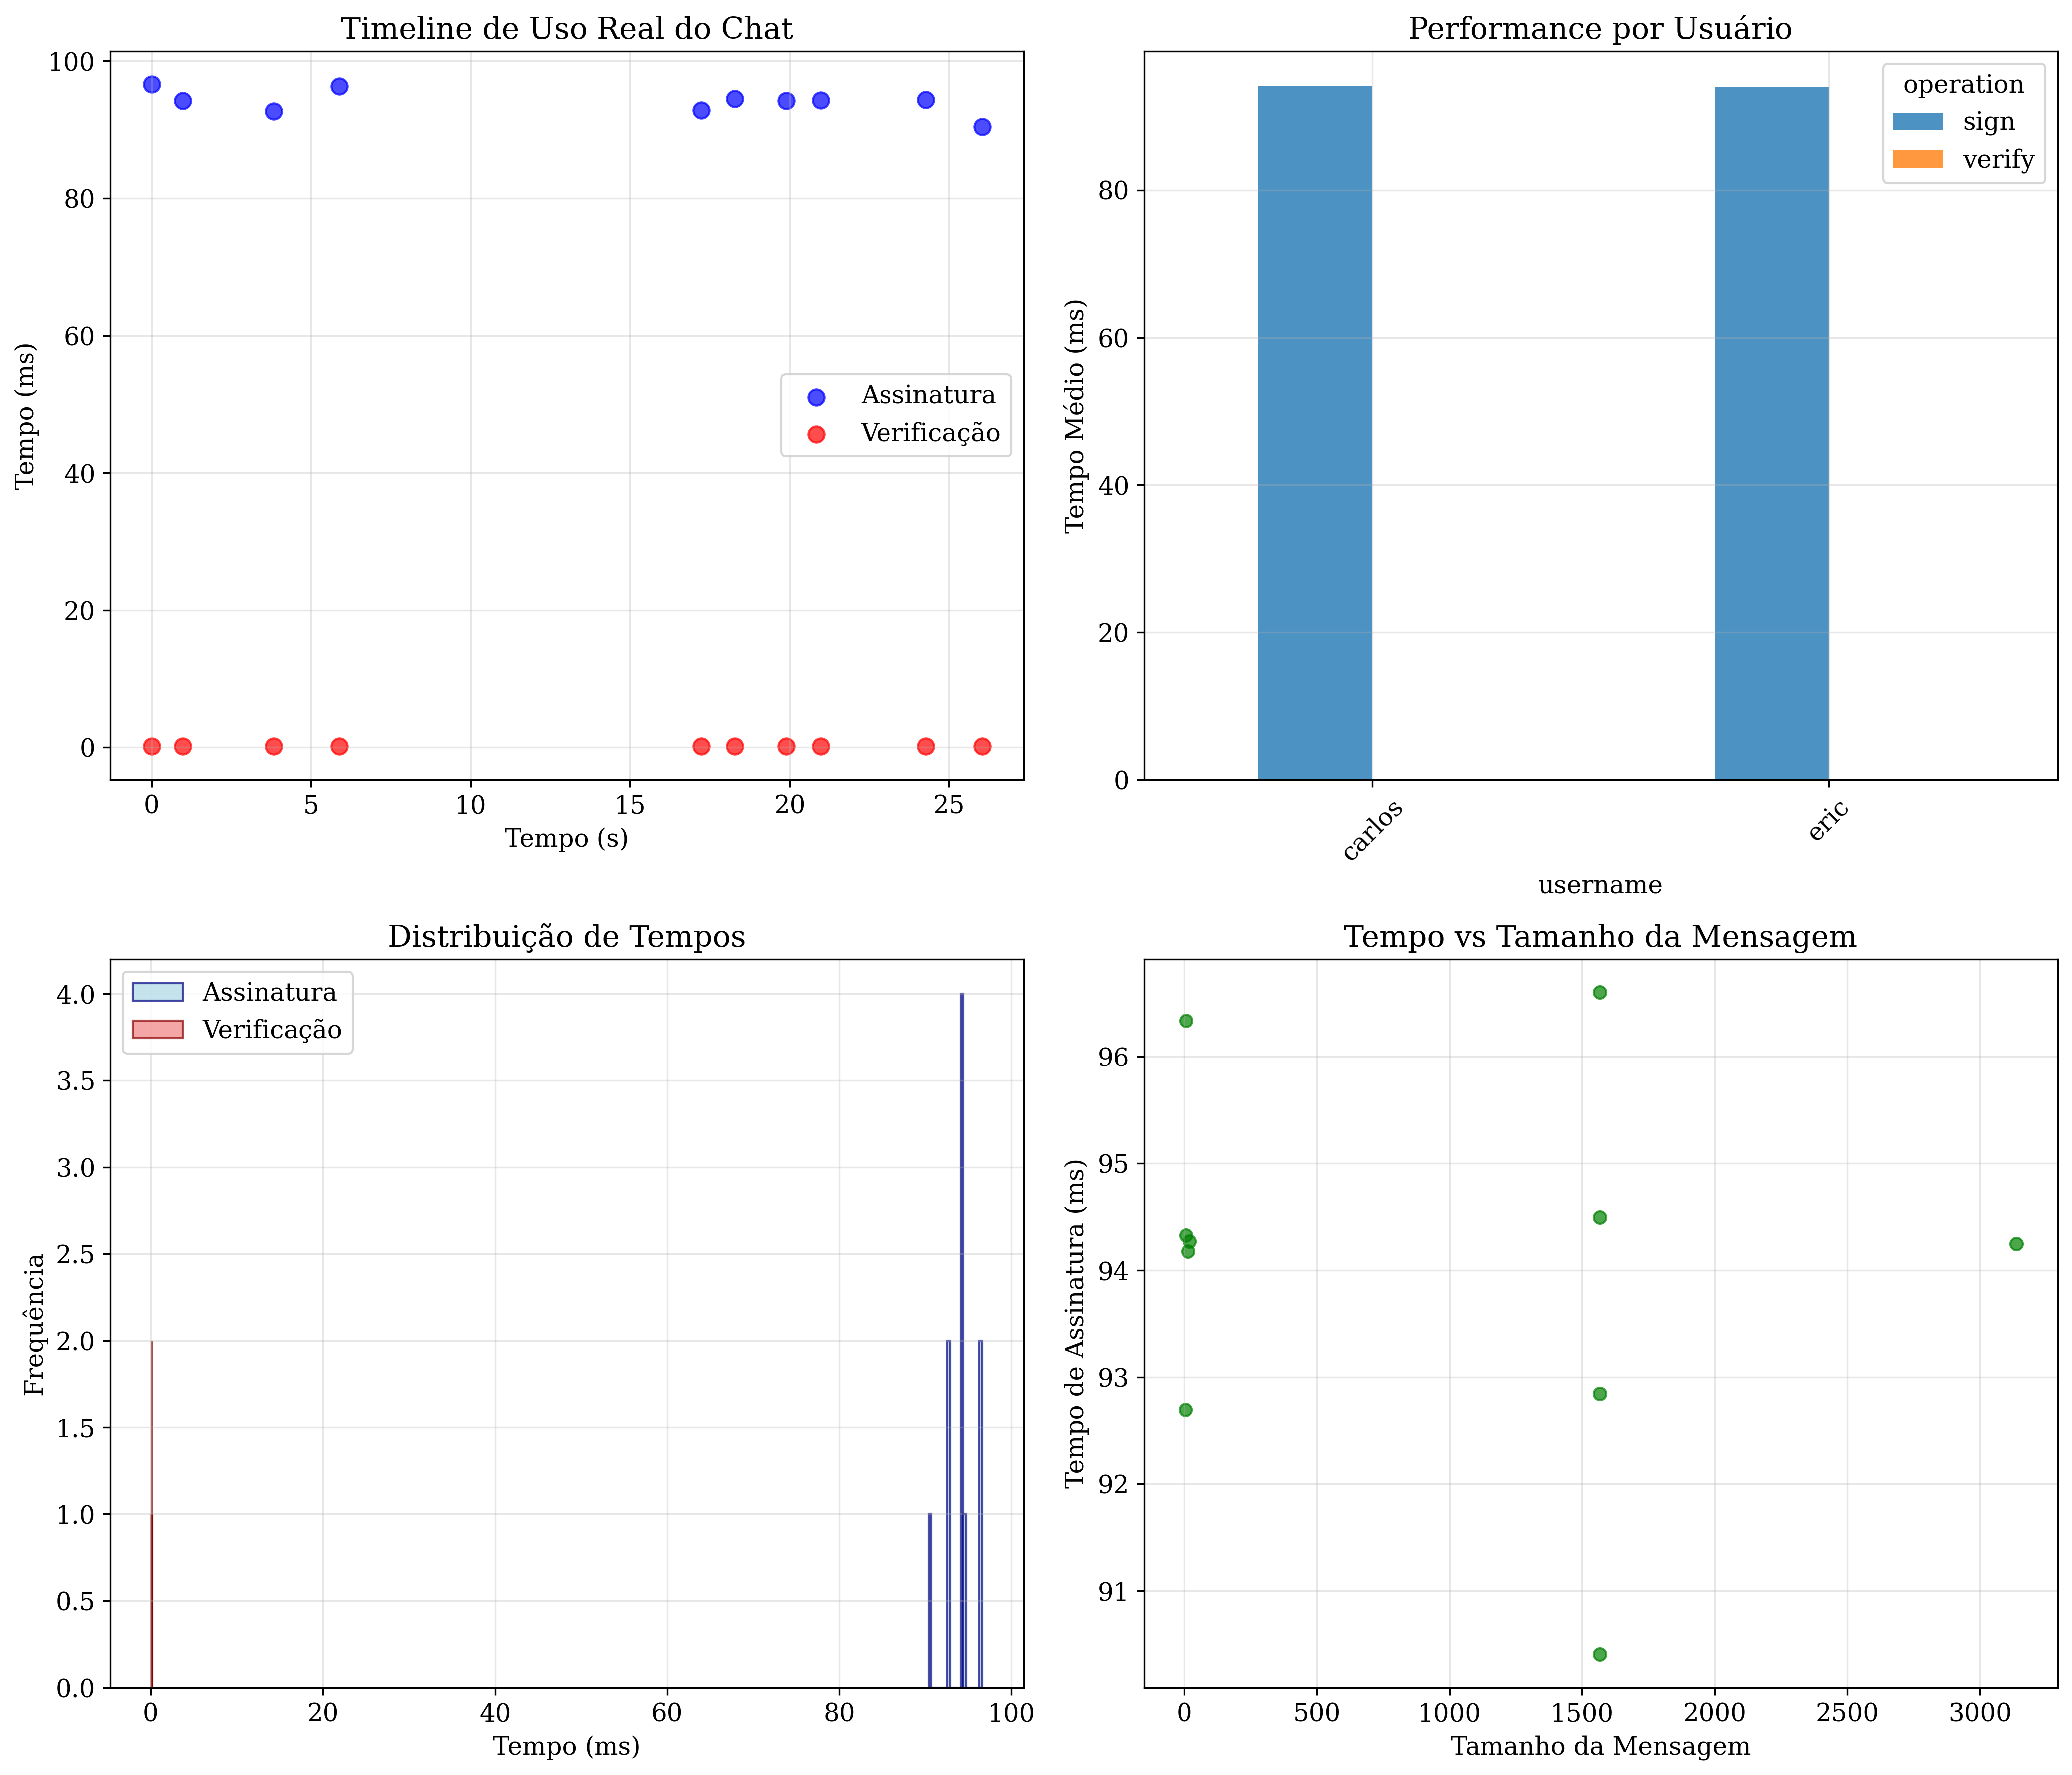 Timeline de Uso Real do Chat
100
80
60
40
20
0
Tempo (ms)
Assinatura
Verificação
0 5 10 15 20 25
Tempo (s)
Performance por Usuário
80
60
40
20
0
Tempo Médio (ms)
operation
sign
verify
carlos eric
username
Distribuição de Tempos
4.0
3.5
3.0
2.5
2.0
1.5
1.0
0.5
0.0
Frequência
Assinatura
Verificação
0 20 40 60 80 100
Tempo (ms)
Tempo vs Tamanho da Mensagem
96
95
94
93
92
91
Tempo de Assinatura (ms)
0 500 1000 1500 2000 2500 3000
Tamanho da Mensagem